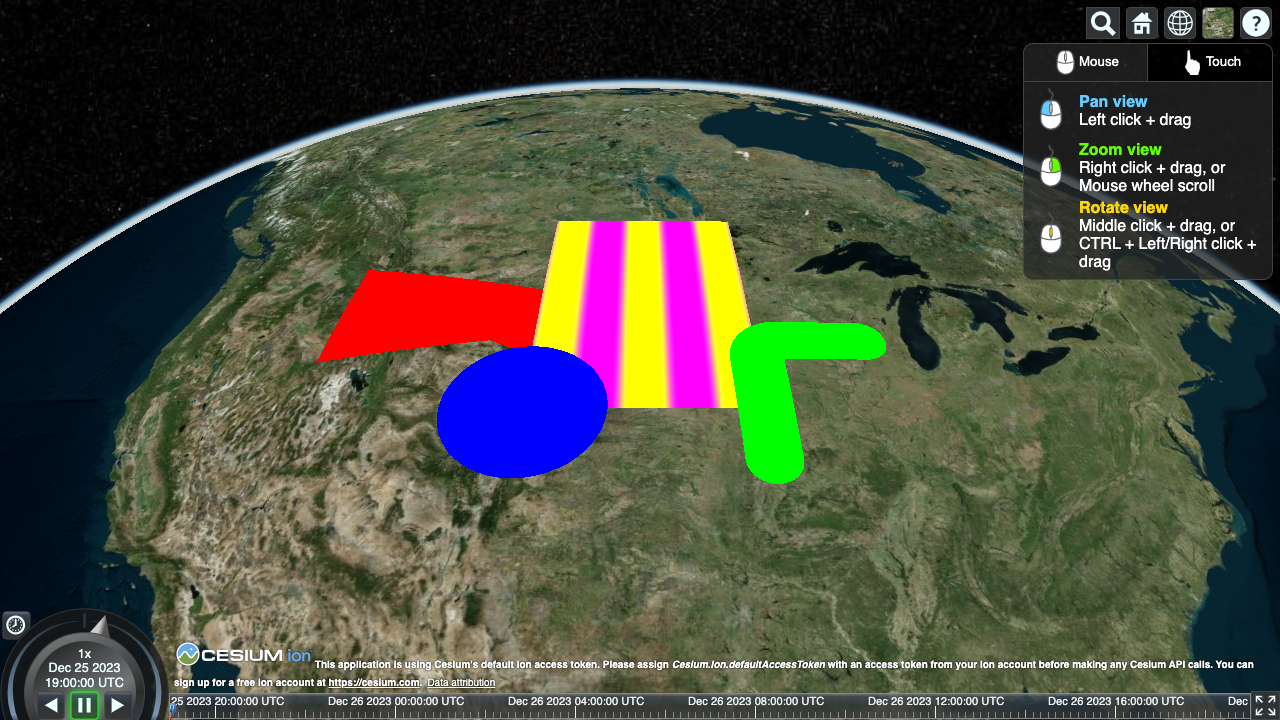 Mouse
Touch
Pan view
Left click + drag
Zoom view
Right click + drag, or
Mouse wheel scroll
Rotate view
Middle click + drag, or
CTRL + Left/Right click +
drag
1x
Dec 25 2023
19:00:00 UTC
CESIUM ion This application is using Cesium's default ion access token. Please assign Cesium.Ion.defaultAccessToken with an access token from your ion account before making any Cesium API calls. You can
sign up for a free ion account at https://cesium.com. Data attribution
25 2023 20:00:00 UTC Dec 26 2023 00:00:00 UTC Dec 26 2023 04:00:00 UTC Dec 26 2023 08:00:00 UTC Dec 26 2023 12:00:00 UTC Dec 26 2023 16:00:00 UTC Dec